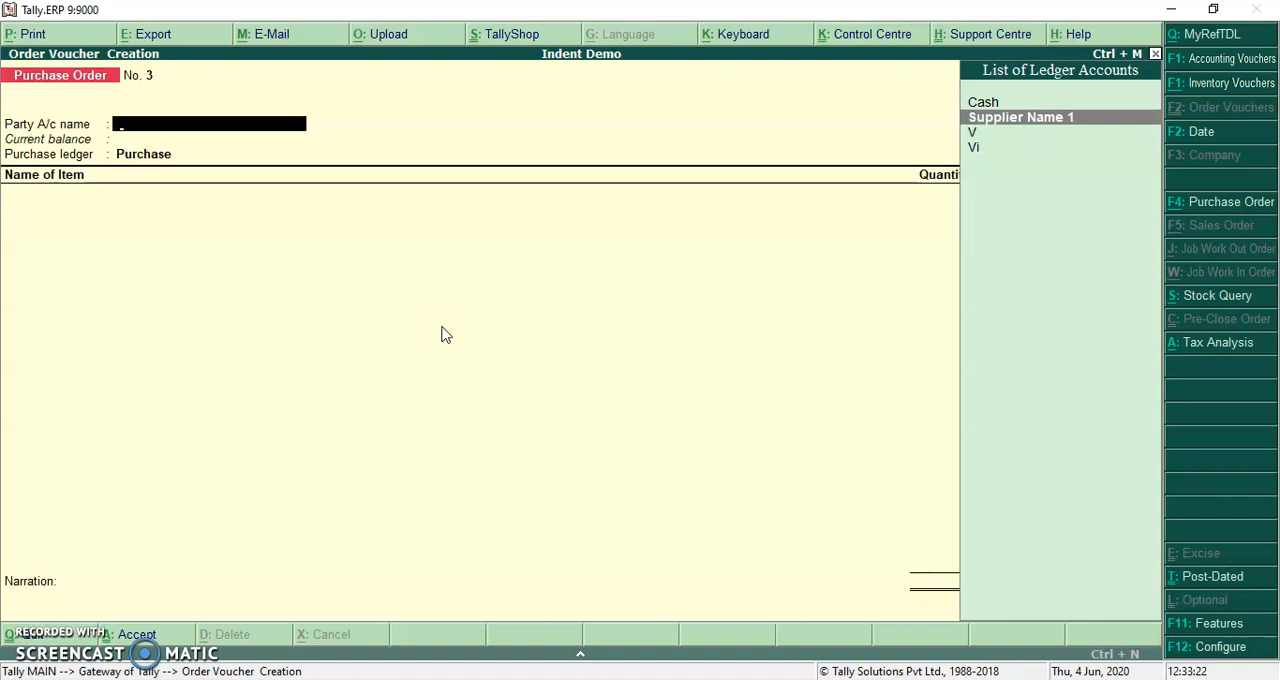 Tally.ERP 9:9000
P: Print
E: Export
M: E-Mail
O: Upload
S: TallyShop
G: Language
K: Keyboard
K: Control Centre
H: Support Centre
H: Help
Order Voucher Creation
Indent Demo
Ctrl + M
Purchase Order No. 3
Party A/c name :
Current balance :
Purchase ledger : Purchase
Name of Item
Quanti
List of Ledger Accounts
Cash
Supplier Name 1
V
Vi
Q: MyRefTDL
F1: Accounting Vouchers
F1: Inventory Vouchers
F2: Order Vouchers
F2: Date
F3: Company
F4: Purchase Order
F5: Sales Order
J: Job Work Out Order
W: Job Work In Order
S: Stock Query
C: Pre-Close Order
A: Tax Analysis
E: Excise
T: Post-Dated
L: Optional
F11: Features
F12: Configure
Narration:
A: Accept
D: Delete
X: Cancel
RECORDED WITH
SCREENCAST MATIC
Ctrl + N
Tally MAIN --> Gateway of Tally --> Order Voucher Creation
© Tally Solutions Pvt Ltd., 1988-2018
Thu, 4 Jun, 2020
12:33:22